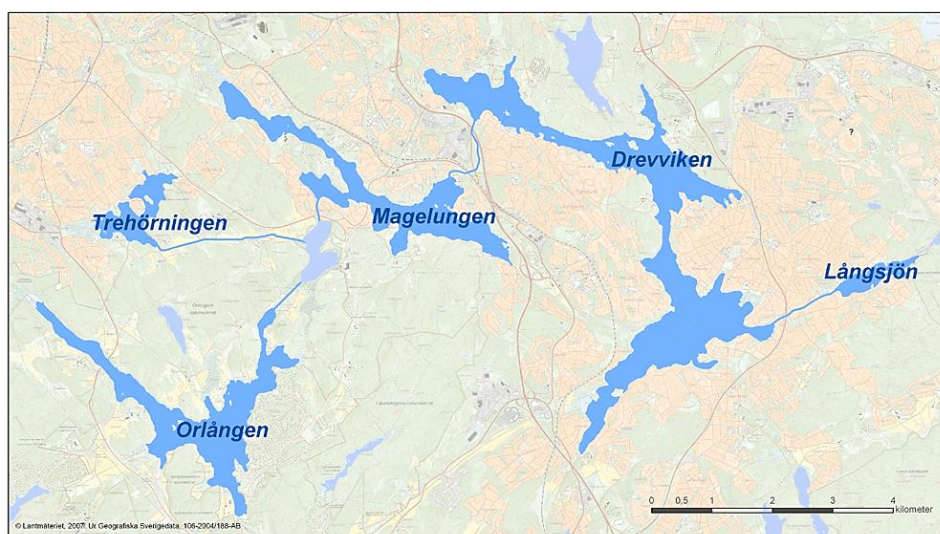 Drevviken
Trehörningen
Magelungen
Långsjön
Orlången
0 0,5 1 2 3 4
kilometer
© Lantmäteriet, 2007. Ur Geografiska Sverigedata, 106-2004/188-AB